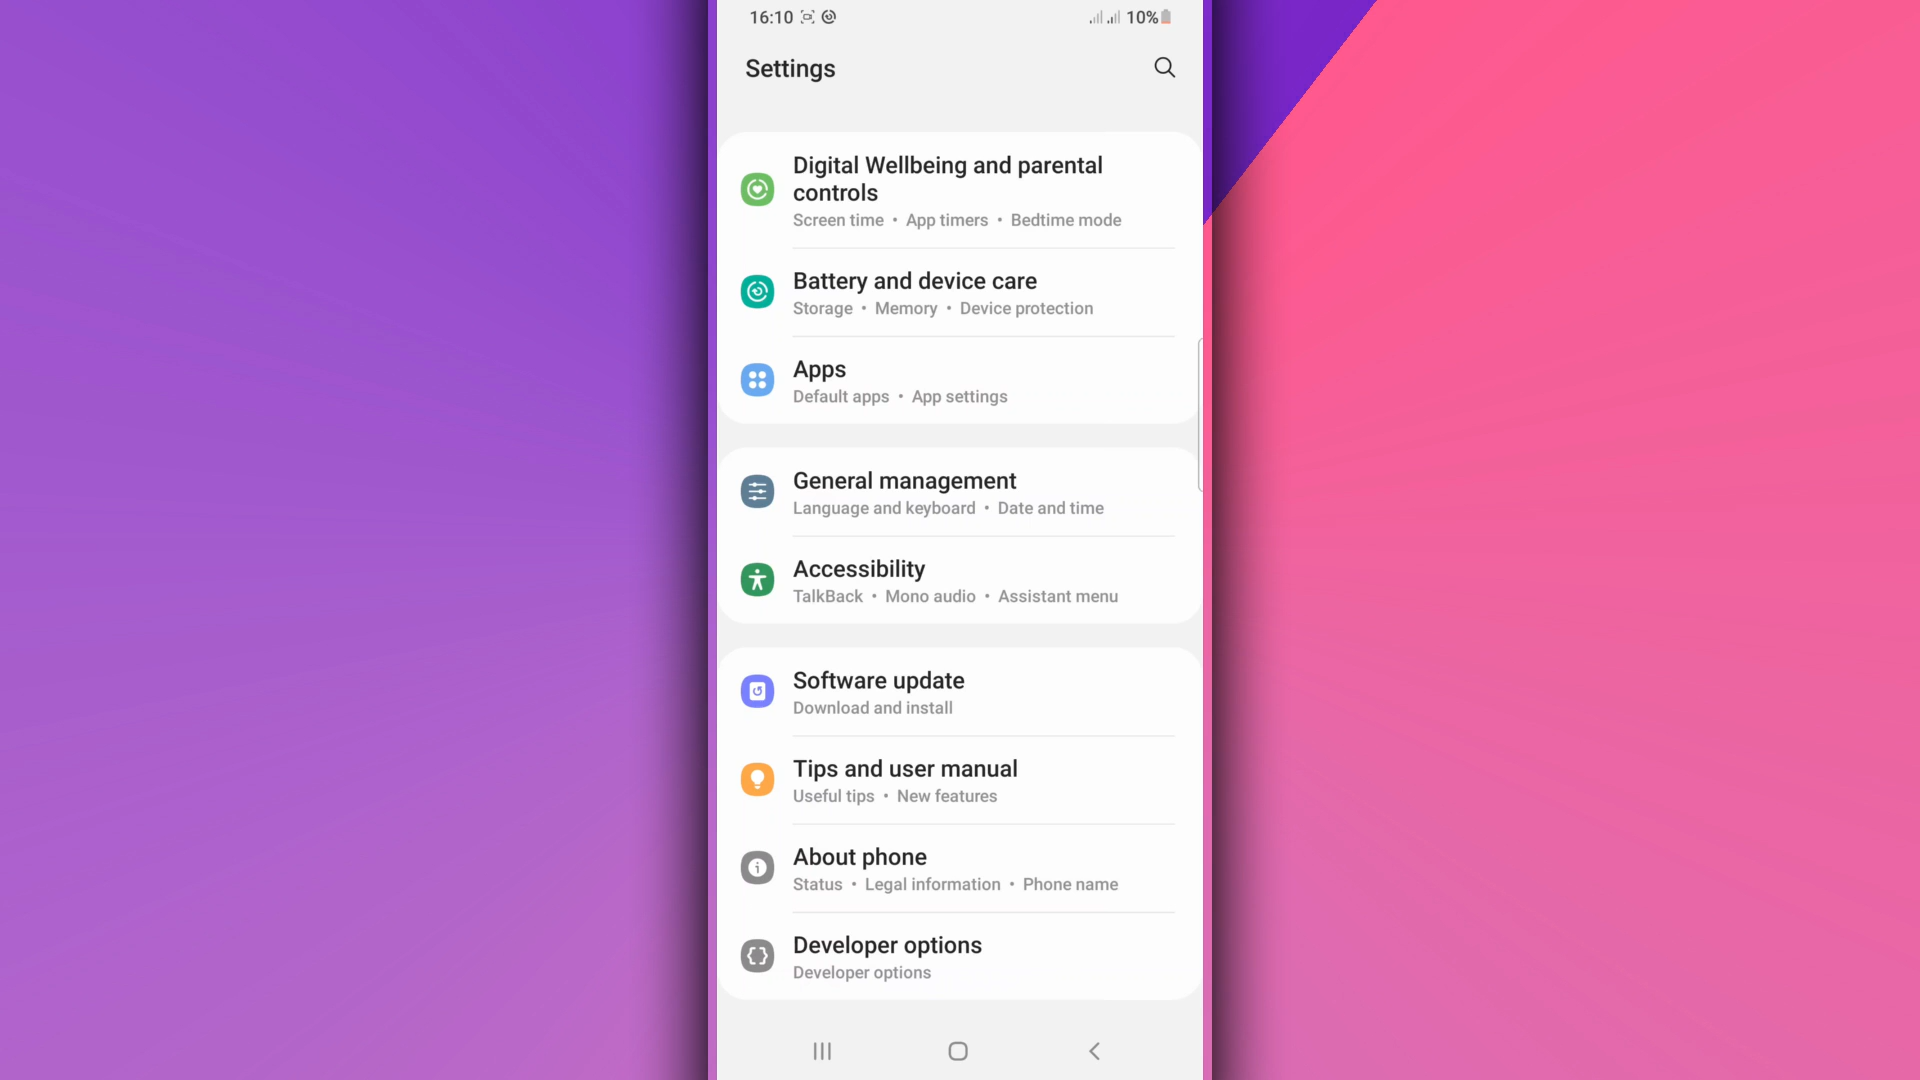 16:10 10%
Settings
Digital Wellbeing and parental
controls
Screen time • App timers • Bedtime mode
Battery and device care
Storage • Memory • Device protection
Apps
Default apps • App settings
General management
Language and keyboard • Date and time
Accessibility
TalkBack • Mono audio • Assistant menu
Software update
Download and install
Tips and user manual
Useful tips • New features
About phone
Status • Legal information • Phone name
Developer options
Developer options